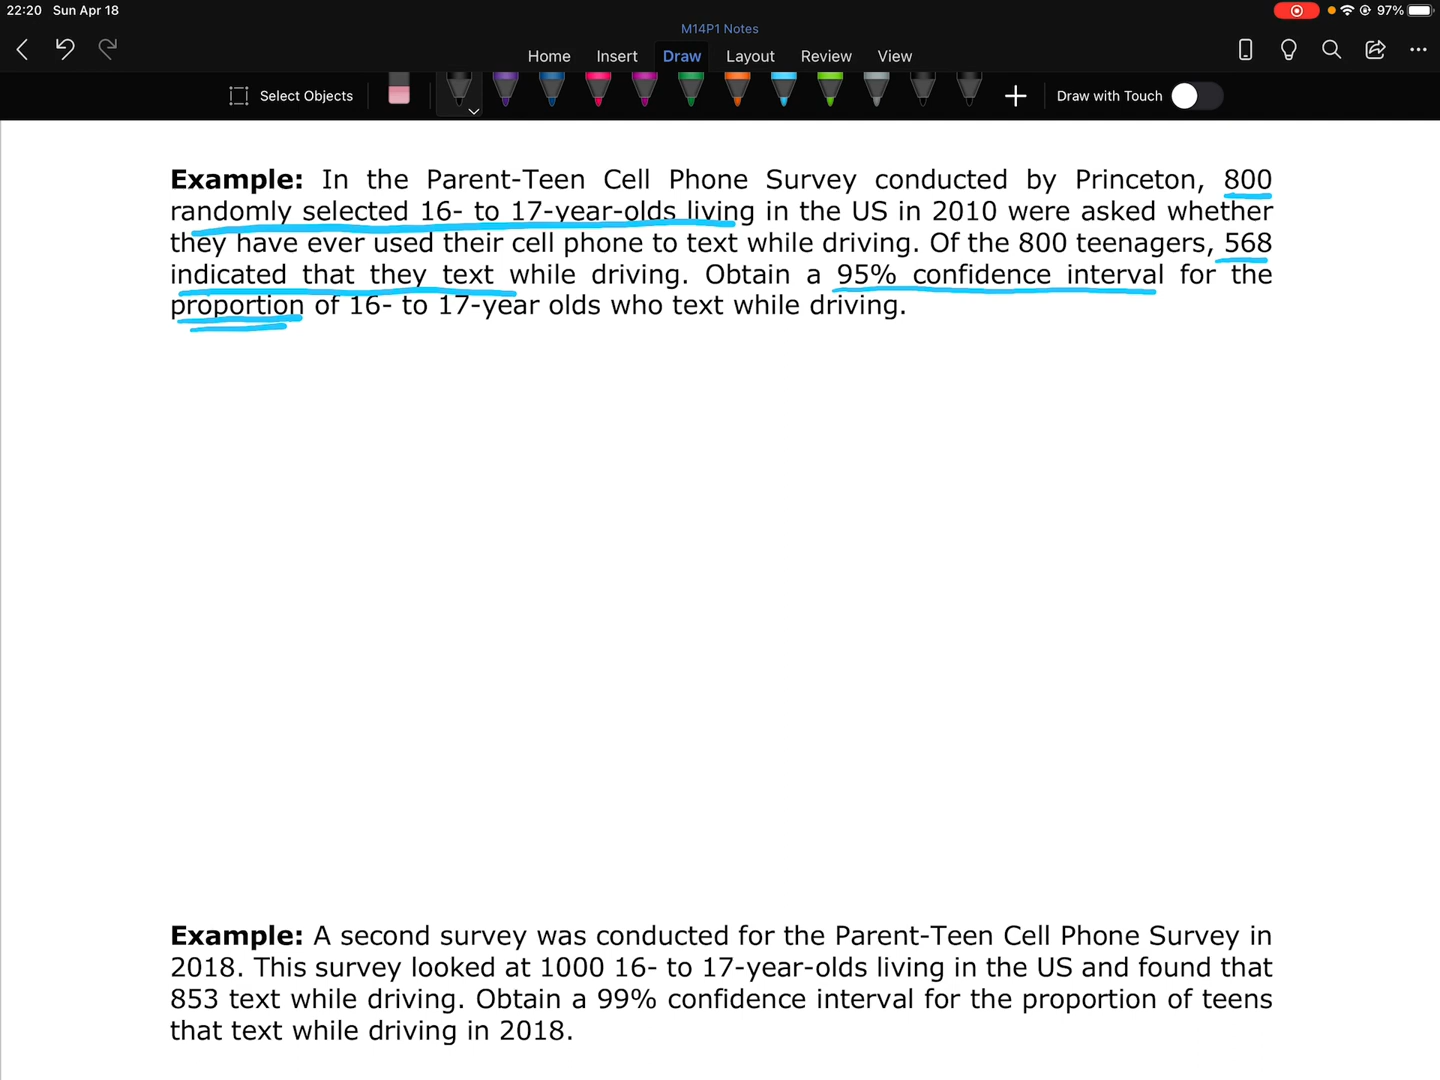 22:20 Sun Apr 18
97%
M14P1 Notes
Home Insert Draw Layout Review View
Select Objects
Draw with Touch
Example: In the Parent-Teen Cell Phone Survey conducted by Princeton, 800
randomly selected 16- to 17-year-olds living in the US in 2010 were asked whether
they have ever used their cell phone to text while driving. Of the 800 teenagers, 568
indicated that they text while driving. Obtain a 95% confidence interval for the
proportion of 16- to 17-year olds who text while driving.
Example: A second survey was conducted for the Parent-Teen Cell Phone Survey in
2018. This survey looked at 1000 16- to 17-year-olds living in the US and found that
853 text while driving. Obtain a 99% confidence interval for the proportion of teens
that text while driving in 2018.